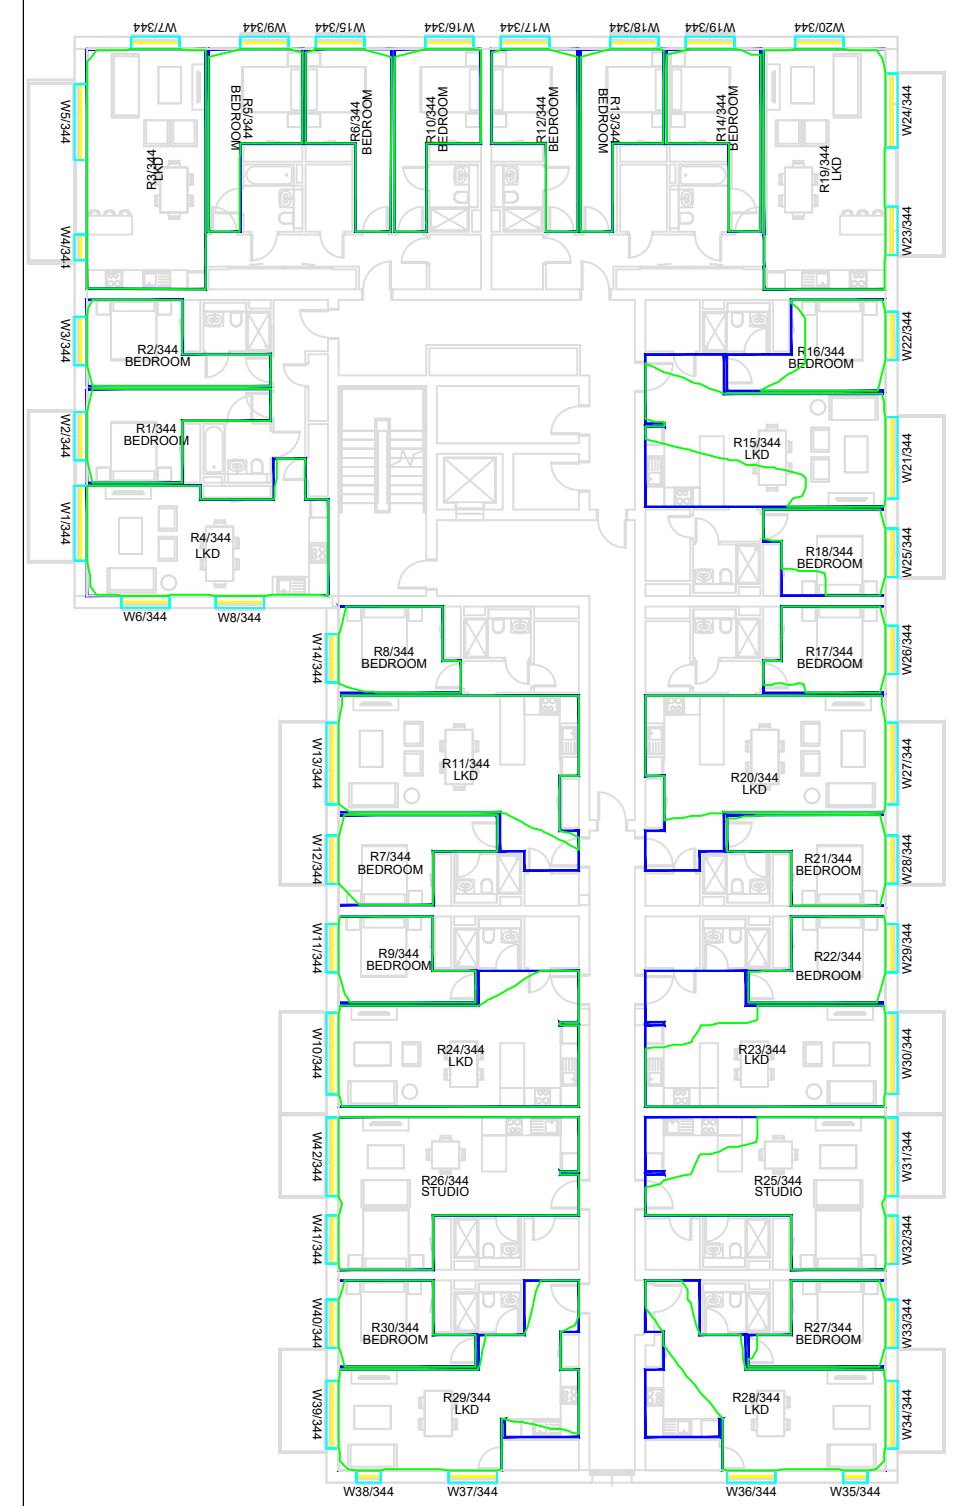 W7/344
W9/344
W15/344
W16/344
W17/344
W18/344
W19/344
W20/344
W5/344
W4/344
R3/344
LKD
R5/344
BEDROOM
R6/344
BEDROOM
R10/344
BEDROOM
R12/344
BEDROOM
R13/344
BEDROOM
R14/344
BEDROOM
R19/344
LKD
W24/344
W23/344
W3/344
R2/344
BEDROOM
R16/344
BEDROOM
W22/344
W2/344
R1/344
BEDROOM
R15/344
LKD
W21/344
W1/344
R4/344
LKD
R18/344
BEDROOM
W25/344
W6/344
W8/344
W14/344
R8/344
BEDROOM
R17/344
BEDROOM
W26/344
W13/344
R11/344
LKD
R20/344
LKD
W27/344
W12/344
R7/344
BEDROOM
R21/344
BEDROOM
W28/344
W11/344
R9/344
BEDROOM
R22/344
BEDROOM
W29/344
W10/344
R24/344
LKD
R23/344
LKD
W30/344
W42/344
R26/344
STUDIO
R25/344
STUDIO
W31/344
W41/344
W32/344
W40/344
R30/344
BEDROOM
R27/344
BEDROOM
W33/344
W39/344
R29/344
LKD
R28/344
LKD
W34/344
W38/344
W37/344
W36/344
W35/344